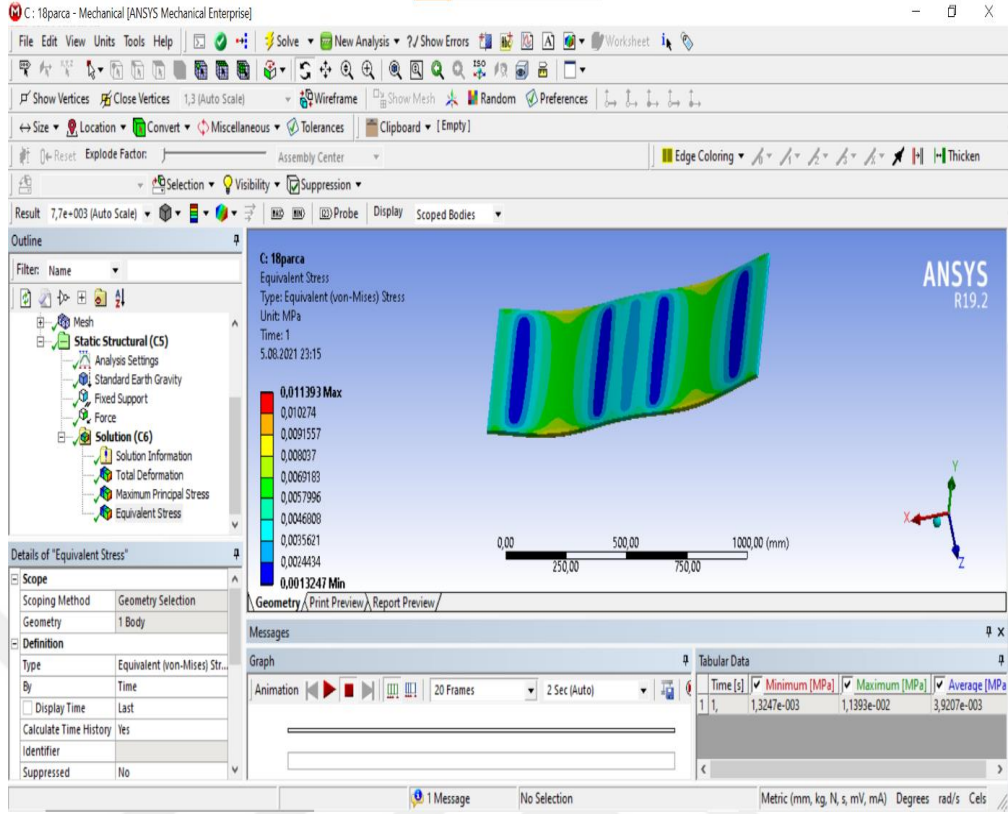 C : 18parca - Mechanical [ANSYS Mechanical Enterprise]
File Edit View Units Tools Help Solve New Analysis ?/ Show Errors Worksheet
Show Vertices Close Vertices 1,3 (Auto Scale) Wireframe Show Mesh Random Preferences
Size Location Convert Miscellaneous Tolerances Clipboard [Empty]
Reset Explode Factor: Assembly Center Edge Coloring Thicken
Selection Visibility Suppression
Result 7,7e+003 (Auto Scale) Probe Display Scoped Bodies
Outline
Filter: Name
Mesh
Static Structural (C5)
Analysis Settings
Standard Earth Gravity
Fixed Support
Force
Solution (C6)
Solution Information
Total Deformation
Maximum Principal Stress
Equivalent Stress
Details of "Equivalent Stress"
Scope
Scoping Method Geometry Selection
Geometry 1 Body
Definition
Type Equivalent (von-Mises) Str...
By Time
Display Time Last
Calculate Time History Yes
Identifier
Suppressed No
C: 18parca
Equivalent Stress
Type: Equivalent (von-Mises) Stress
Unit: MPa
Time: 1
5.08.2021 23:15
0,011393 Max
0,010274
0,0091557
0,008037
0,0069183
0,0057996
0,0046808
0,0035621
0,0024434
0,0013247 Min
ANSYS
R19.2
Y
X
Z
0,00 500,00 1000,00 (mm)
250,00 750,00
Geometry Print Preview Report Preview
Messages
Graph
Animation 20 Frames 2 Sec (Auto)
Tabular Data
Time [s] Minimum [MPa] Maximum [MPa] Average [MPa
1 1, 1,3247e-003 1,1393e-002 3,9207e-003
1 Message No Selection Metric (mm, kg, N, s, mV, mA) Degrees rad/s Cels